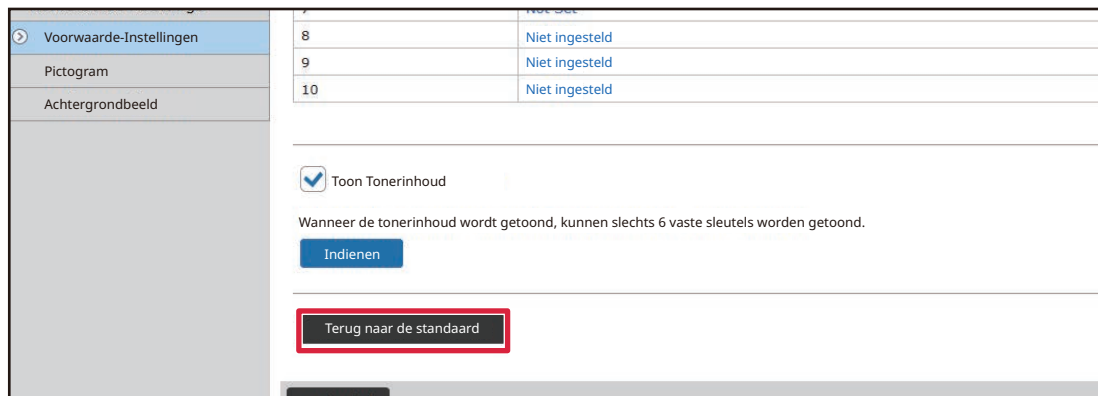 Voorwaarde-Instellingen
Pictogram
Achtergrondbeeld
8 Niet ingesteld
9 Niet ingesteld
10 Niet ingesteld
Toon Tonerinhoud
Wanneer de tonerinhoud wordt getoond, kunnen slechts 6 vaste sleutels worden getoond.
Indienen
Terug naar de standaard